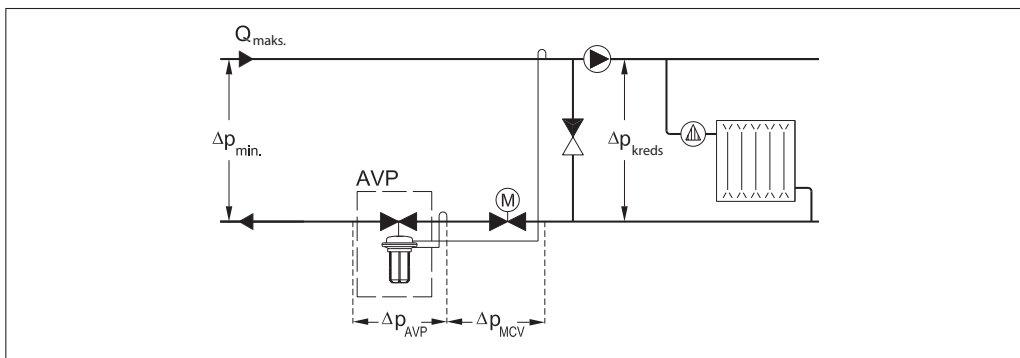 Qmaks.
Δpmin.
Δpkreds
AVP
M
ΔpAVP
ΔpMCV